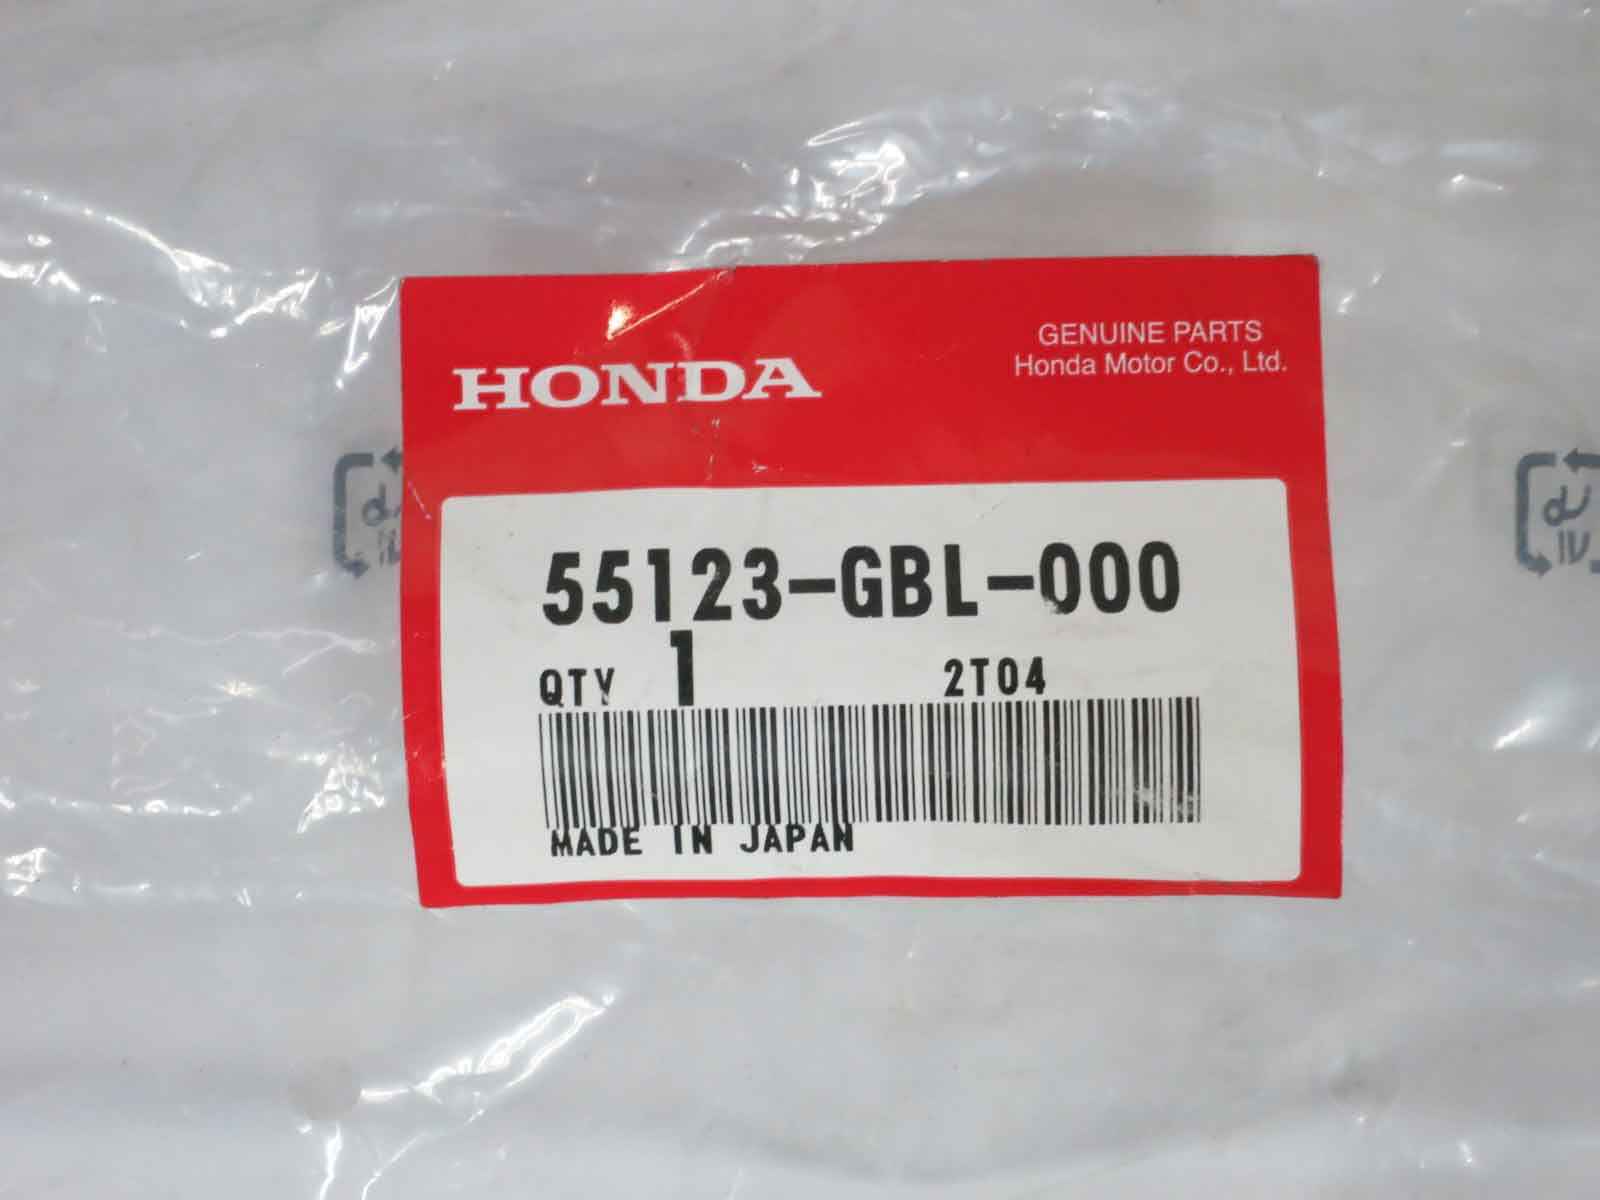 GENUINE PARTS
Honda Motor Co., Ltd.
HONDA
55123-GBL-000
QTY 1 2T04
MADE IN JAPAN